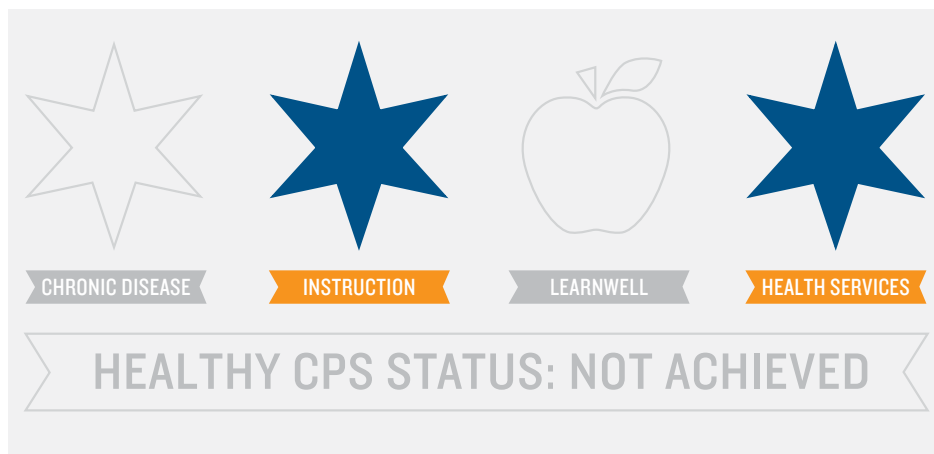 CHRONIC DISEASE
INSTRUCTION
LEARNWELL
HEALTH SERVICES
HEALTHY CPS STATUS: NOT ACHIEVED